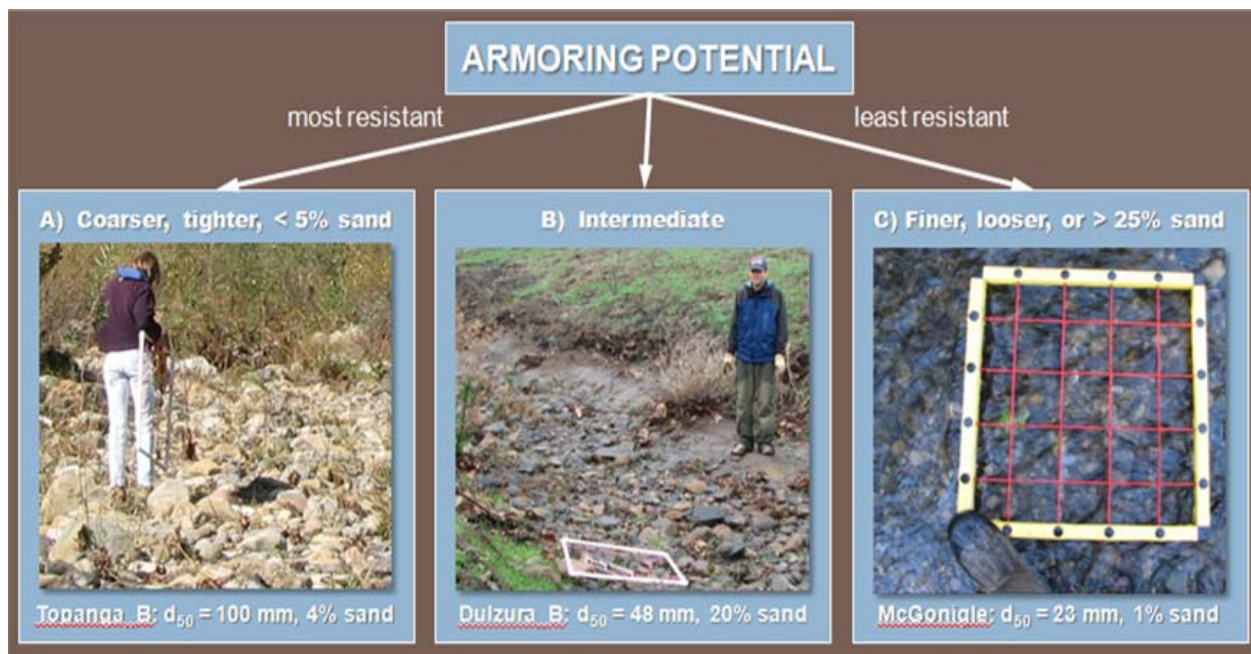 ARMORING POTENTIAL
most resistant
least resistant
A) Coarser, tighter, < 5% sand
B) Intermediate
C) Finer, looser, or > 25% sand
Topanga_B: d₅₀ = 100 mm, 4% sand
Dulzura_B: d₅₀ = 48 mm, 20% sand
McGonigle: d₅₀ = 23 mm, 1% sand